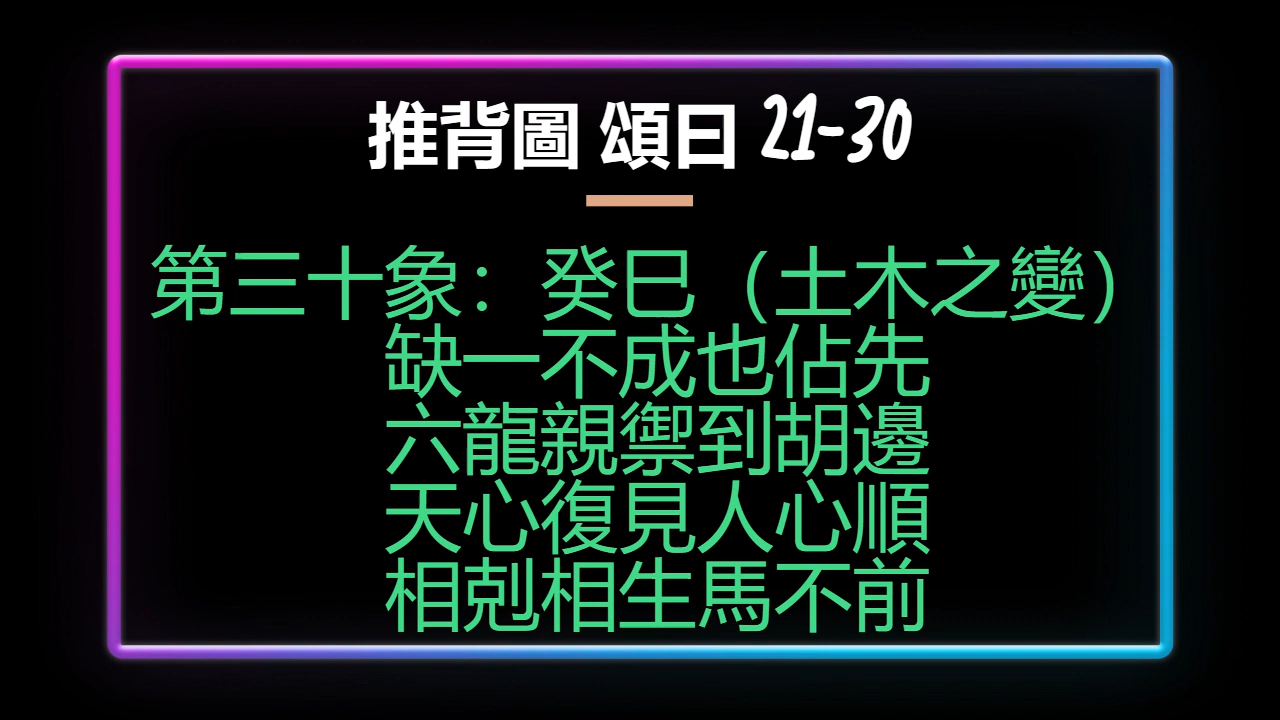 推背圖 頌曰 21-30
第三十象：癸巳（土木之變）
缺一不成也佔先
六龍親禦到胡邊
天心復見人心順
相剋相生馬不前